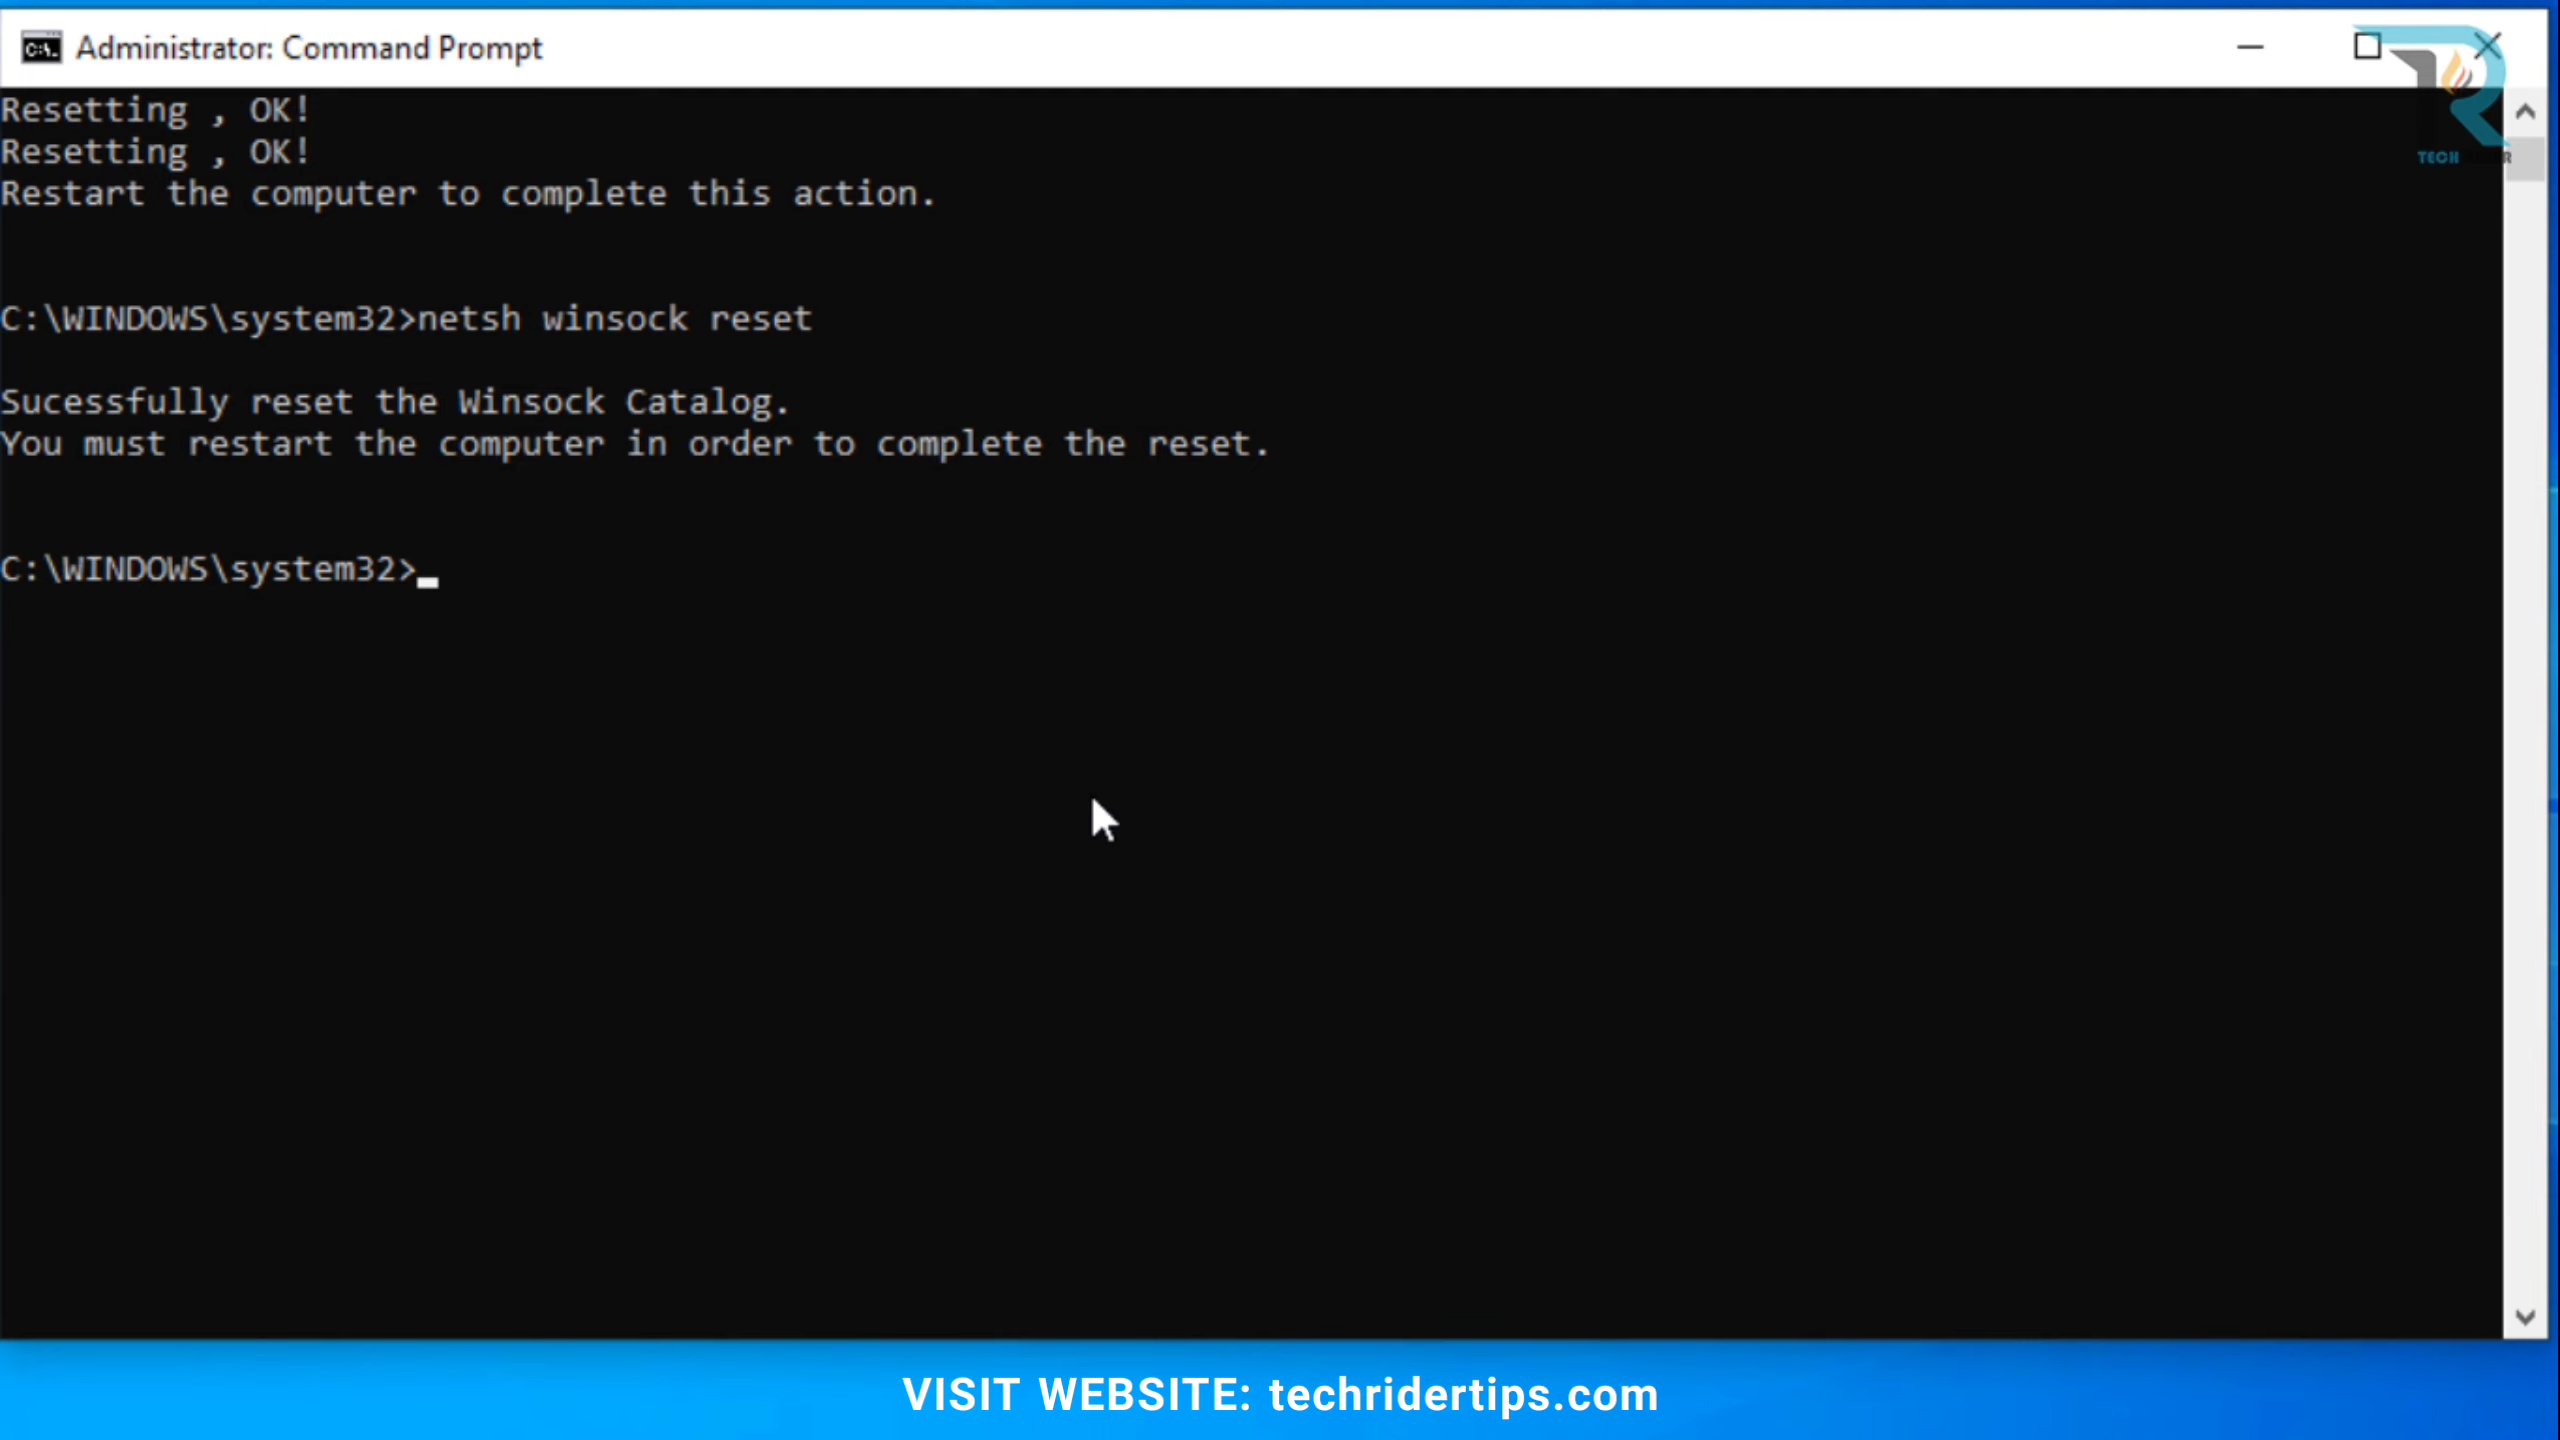 Administrator: Command Prompt
Resetting , OK!
Resetting , OK!
Restart the computer to complete this action.
C:\WINDOWS\system32>netsh winsock reset
Sucessfully reset the Winsock Catalog.
You must restart the computer in order to complete the reset.
C:\WINDOWS\system32>
TECH
VISIT WEBSITE: techridertips.com